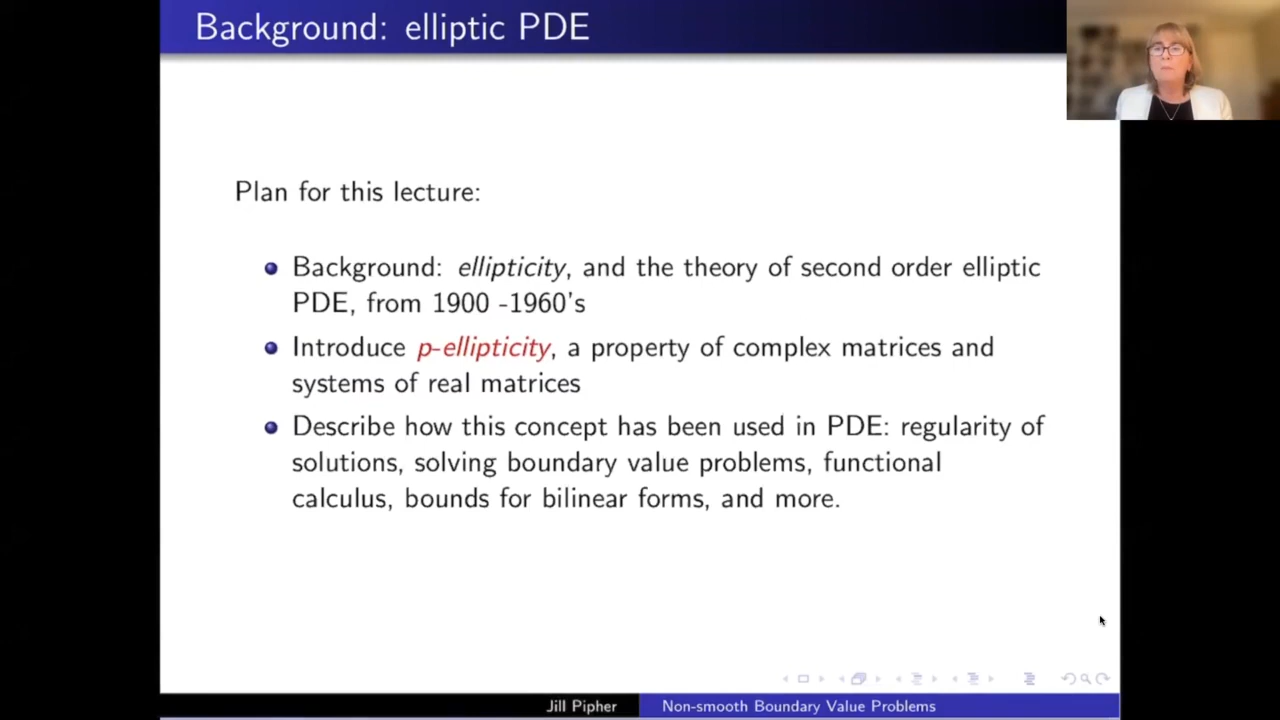 Background: elliptic PDE
Plan for this lecture:
Background: ellipticity, and the theory of second order elliptic
PDE, from 1900 -1960's
Introduce p-ellipticity, a property of complex matrices and
systems of real matrices
Describe how this concept has been used in PDE: regularity of
solutions, solving boundary value problems, functional
calculus, bounds for bilinear forms, and more.
Jill Pipher
Non-smooth Boundary Value Problems